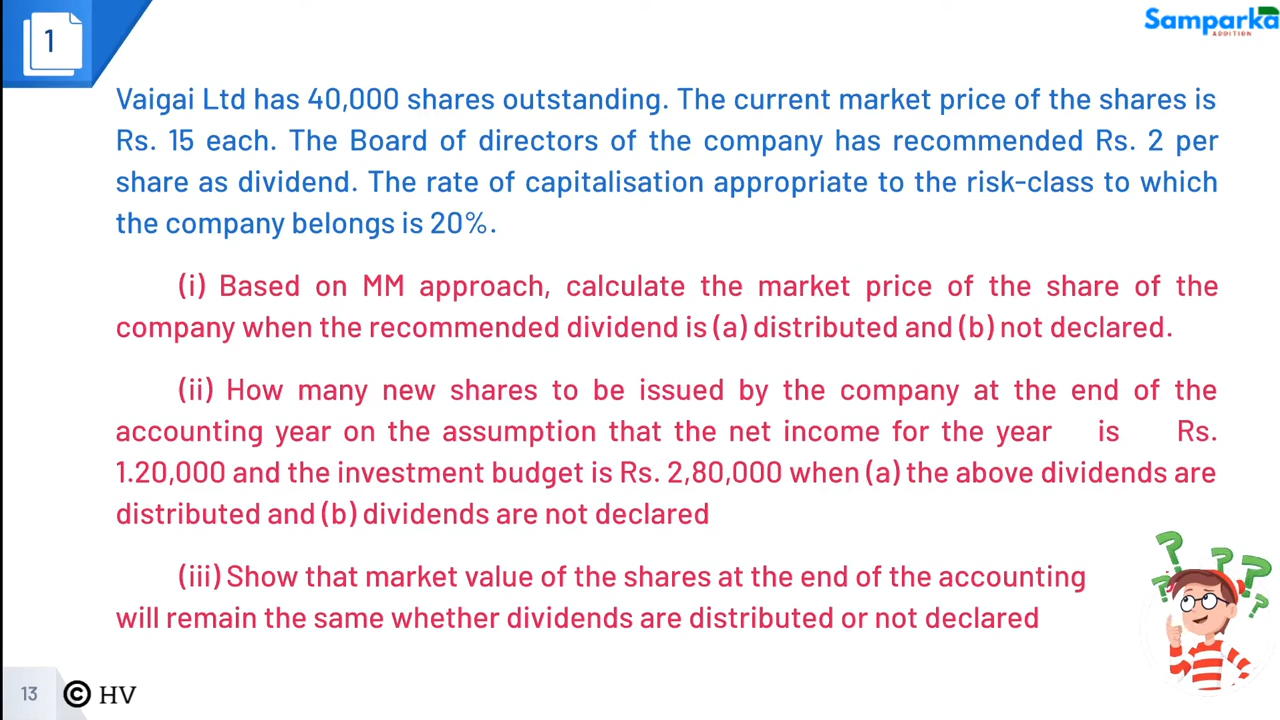 1
Samparka
ADDITION
Vaigai Ltd has 40,000 shares outstanding. The current market price of the shares is
Rs. 15 each. The Board of directors of the company has recommended Rs. 2 per
share as dividend. The rate of capitalisation appropriate to the risk-class to which
the company belongs is 20%.
(i) Based on MM approach, calculate the market price of the share of the
company when the recommended dividend is (a) distributed and (b) not declared.
(ii) How many new shares to be issued by the company at the end of the
accounting year on the assumption that the net income for the year is Rs.
1.20,000 and the investment budget is Rs. 2,80,000 when (a) the above dividends are
distributed and (b) dividends are not declared
(iii) Show that market value of the shares at the end of the accounting
will remain the same whether dividends are distributed or not declared
13 © HV